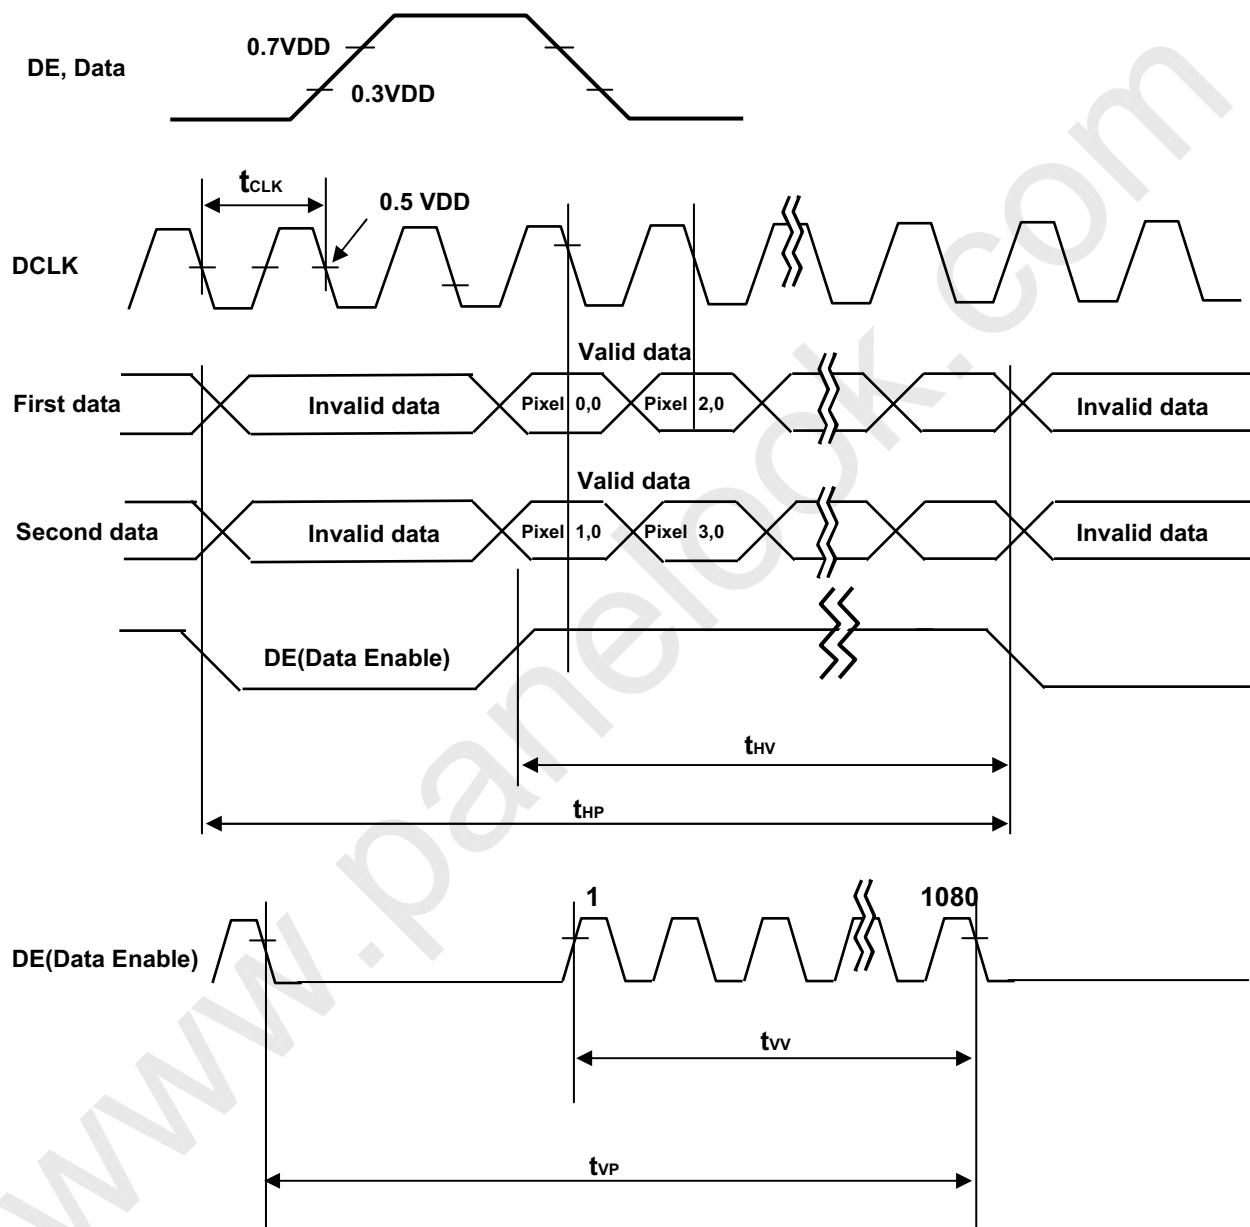 0.7VDD
DE, Data
0.3VDD
tCLK
0.5 VDD
DCLK
Valid data
First data
Invalid data
Pixel 0,0
Pixel 2,0
Invalid data
Valid data
Second data
Invalid data
Pixel 1,0
Pixel 3,0
Invalid data
DE(Data Enable)
tHV
tHP
1
1080
DE(Data Enable)
tVV
tVP
www.panelook.com